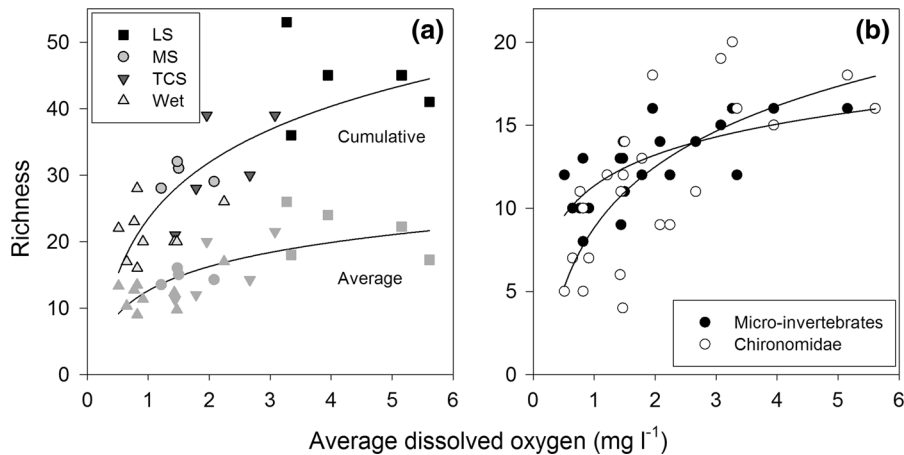 (a)
LS
MS
TCS
Wet
Cumulative
Average
Richness
50
40
30
20
10
0
0 1 2 3 4 5 6
(b)
20
15
10
5
0
Micro-invertebrates
Chironomidae
0 1 2 3 4 5 6
Average dissolved oxygen (mg l⁻¹)